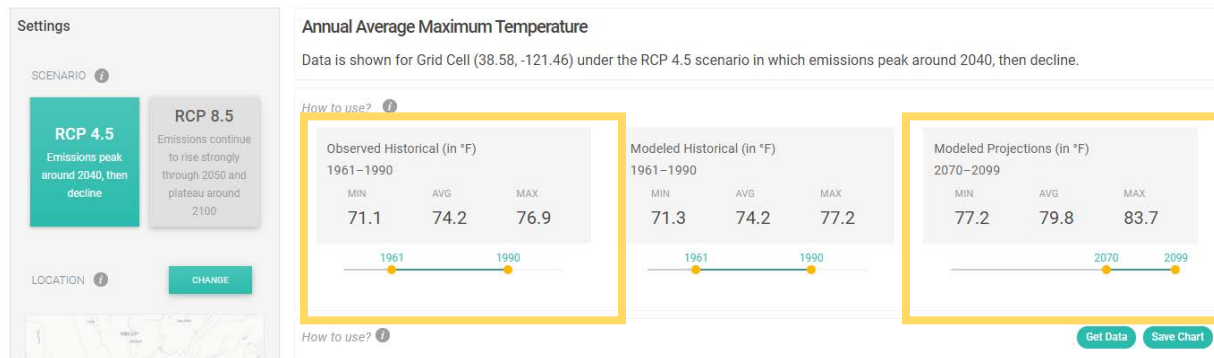 Settings
SCENARIO i
RCP 4.5
Emissions peak
around 2040, then
decline
RCP 8.5
Emissions continue
to rise strongly
through 2050 and
plateau around
2100
LOCATION i
CHANGE
Annual Average Maximum Temperature
Data is shown for Grid Cell (38.58, -121.46) under the RCP 4.5 scenario in which emissions peak around 2040, then decline.
How to use? i
Observed Historical (in °F)
1961–1990
MIN AVG MAX
71.1 74.2 76.9
1961 1990
Modeled Historical (in °F)
1961–1990
MIN AVG MAX
71.3 74.2 77.2
1961 1990
Modeled Projections (in °F)
2070–2099
MIN AVG MAX
77.2 79.8 83.7
2070 2099
How to use? i
Get Data Save Chart